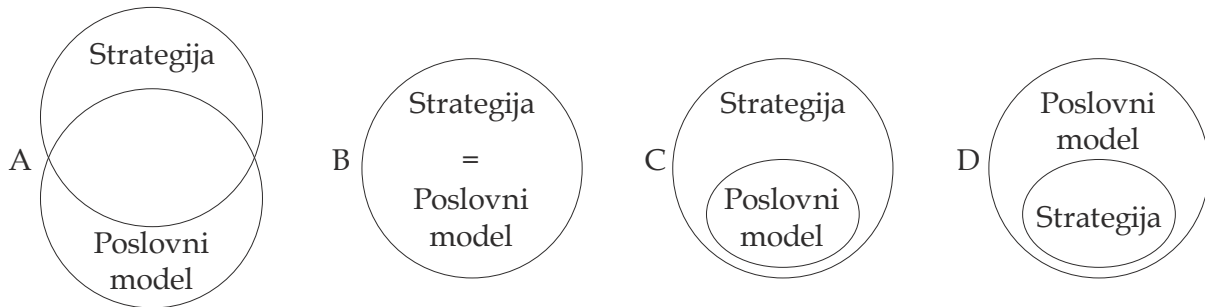 A
Strategija
Poslovni
model
B
Strategija
=
Poslovni
model
C
Strategija
Poslovni
model
D
Poslovni
model
Strategija